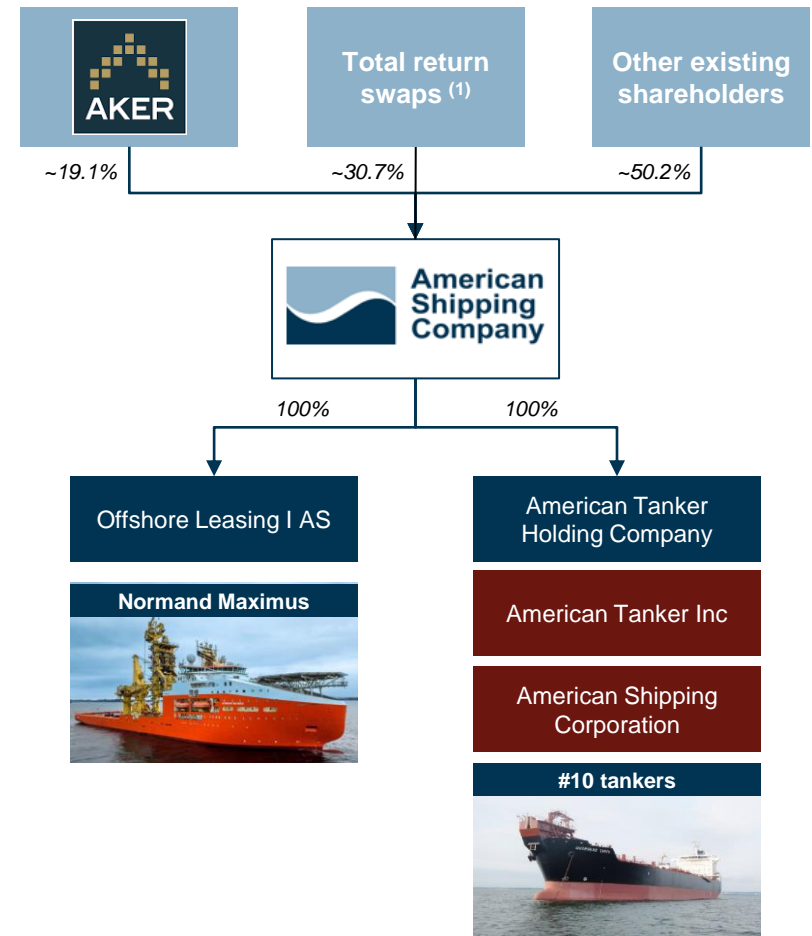 AKER
Total return
swaps (1)
Other existing
shareholders
~19.1%
~30.7%
~50.2%
American
Shipping
Company
100%
100%
Offshore Leasing I AS
American Tanker
Holding Company
Normand Maximus
American Tanker Inc
American Shipping
Corporation
#10 tankers